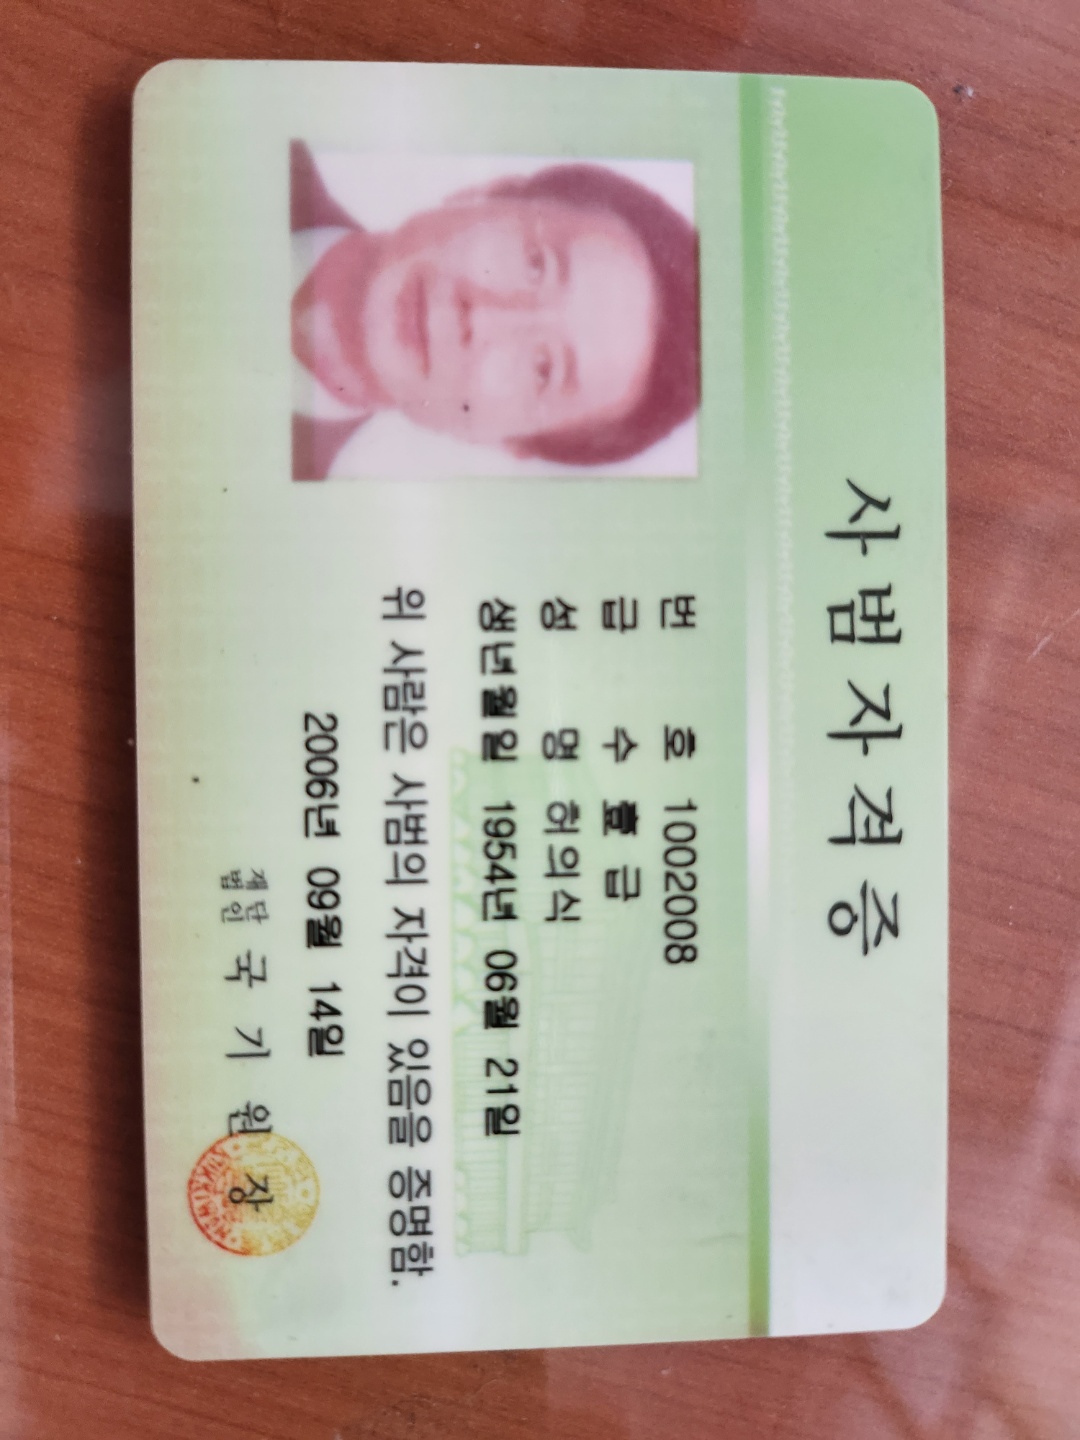 사범자격증
번 호 1002008
급 수 壹급
성 명 허의식
생년월일 1954년 06월 21일
위 사람은 사범의 자격이 있음을 증명함.
2006년 09월 14일
재단법인 국기원장